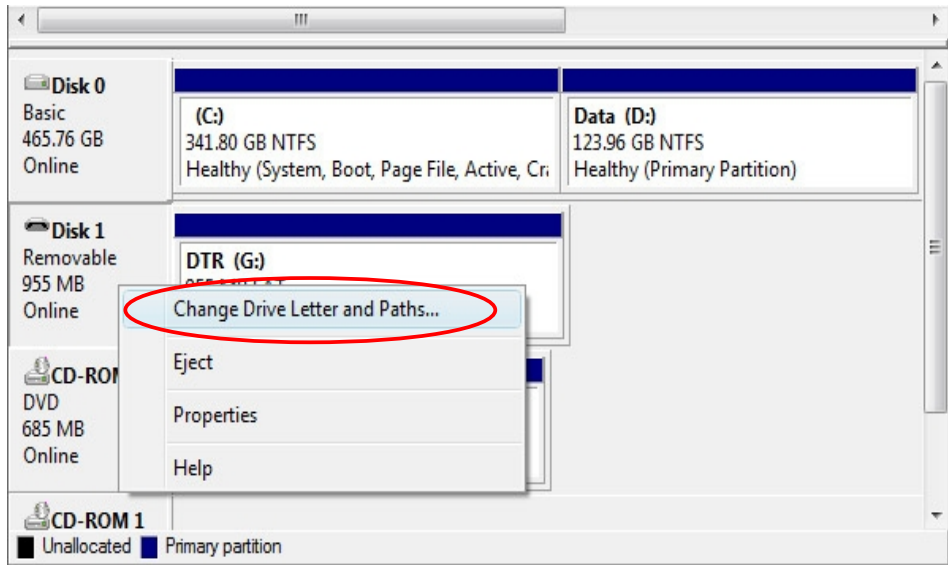 Disk 0
Basic
465.76 GB
Online
(C:)
341.80 GB NTFS
Healthy (System, Boot, Page File, Active, Cra
Data (D:)
123.96 GB NTFS
Healthy (Primary Partition)
Disk 1
Removable
955 MB
Online
DTR (G:)
Change Drive Letter and Paths...
Eject
Properties
Help
CD-ROM
DVD
685 MB
Online
CD-ROM 1
Unallocated
Primary partition